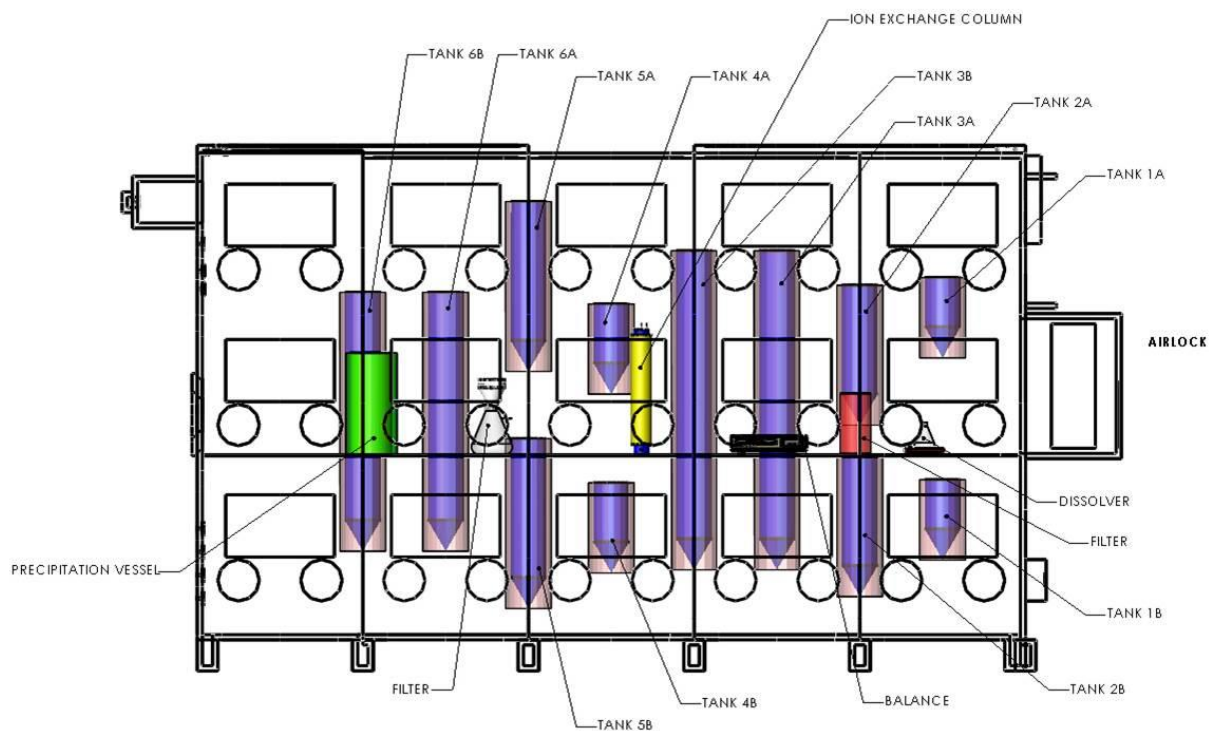 ION EXCHANGE COLUMN
TANK 6B
TANK 6A
TANK 5A
TANK 4A
TANK 3B
TANK 2A
TANK 3A
TANK 1A
AIRLOCK
DISSOLVER
FILTER
PRECIPITATION VESSEL
TANK 1B
FILTER
TANK 4B
TANK 2B
BALANCE
TANK 5B